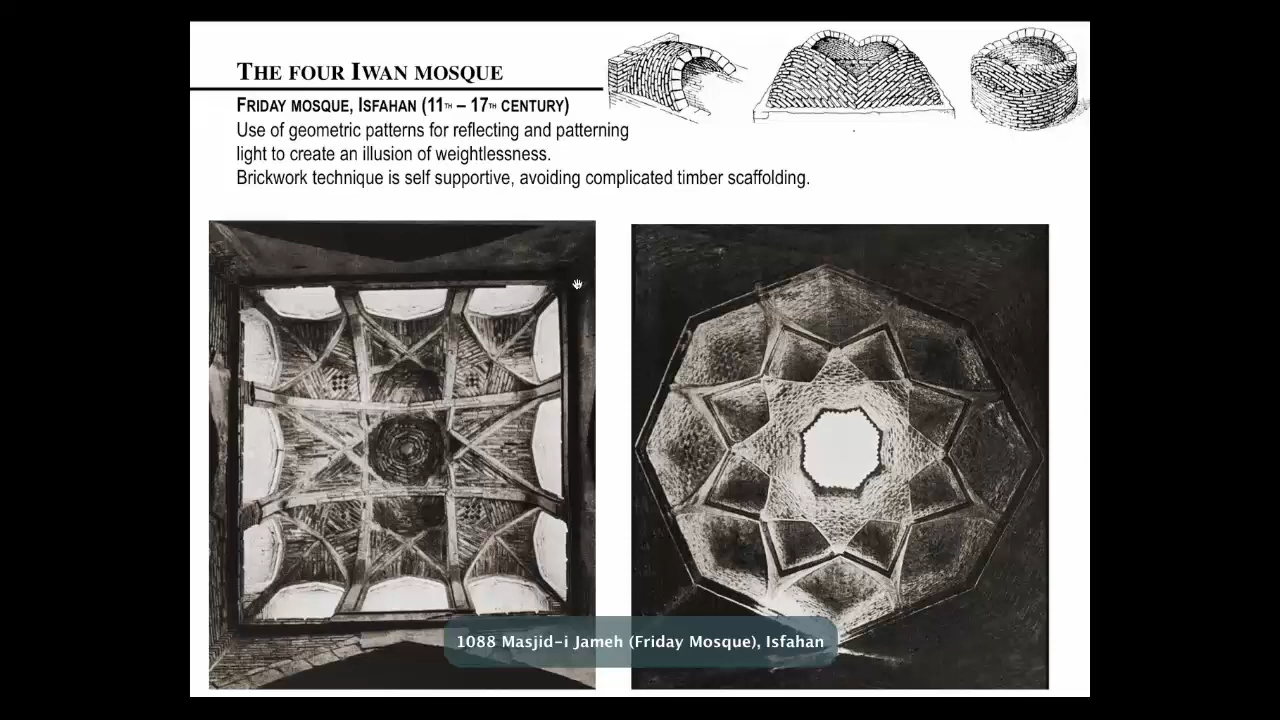 THE FOUR IWAN MOSQUE
FRIDAY MOSQUE, ISFAHAN (11TH – 17TH CENTURY)
Use of geometric patterns for reflecting and patterning
light to create an illusion of weightlessness.
Brickwork technique is self supportive, avoiding complicated timber scaffolding.
1088 Masjid-i Jameh (Friday Mosque), Isfahan